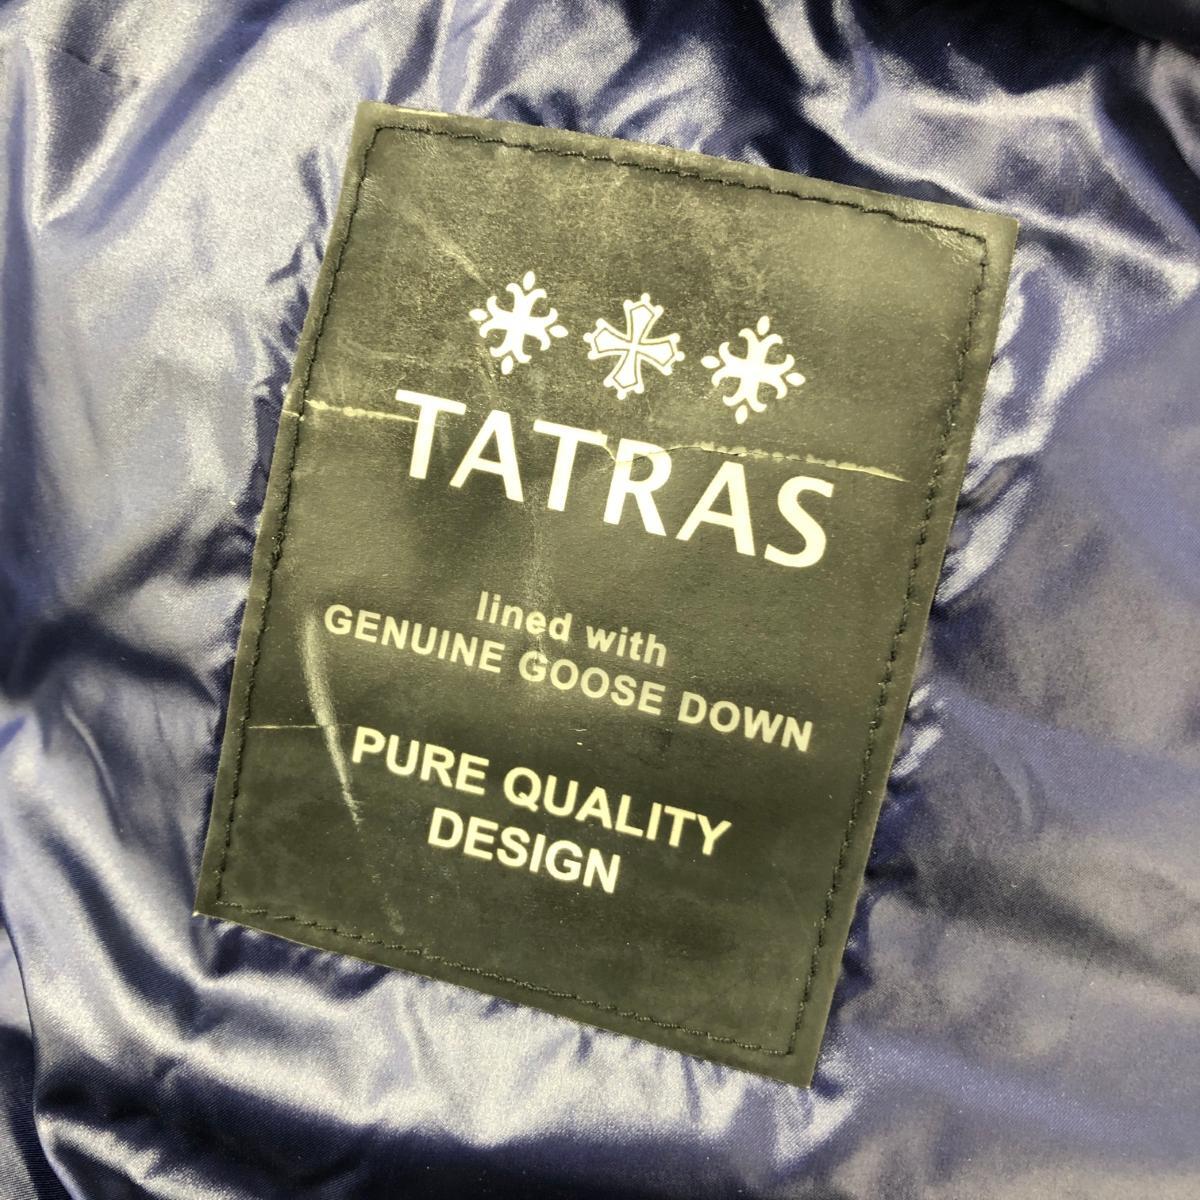 TATRAS
lined with
GENUINE GOOSE DOWN
PURE QUALITY
DESIGN